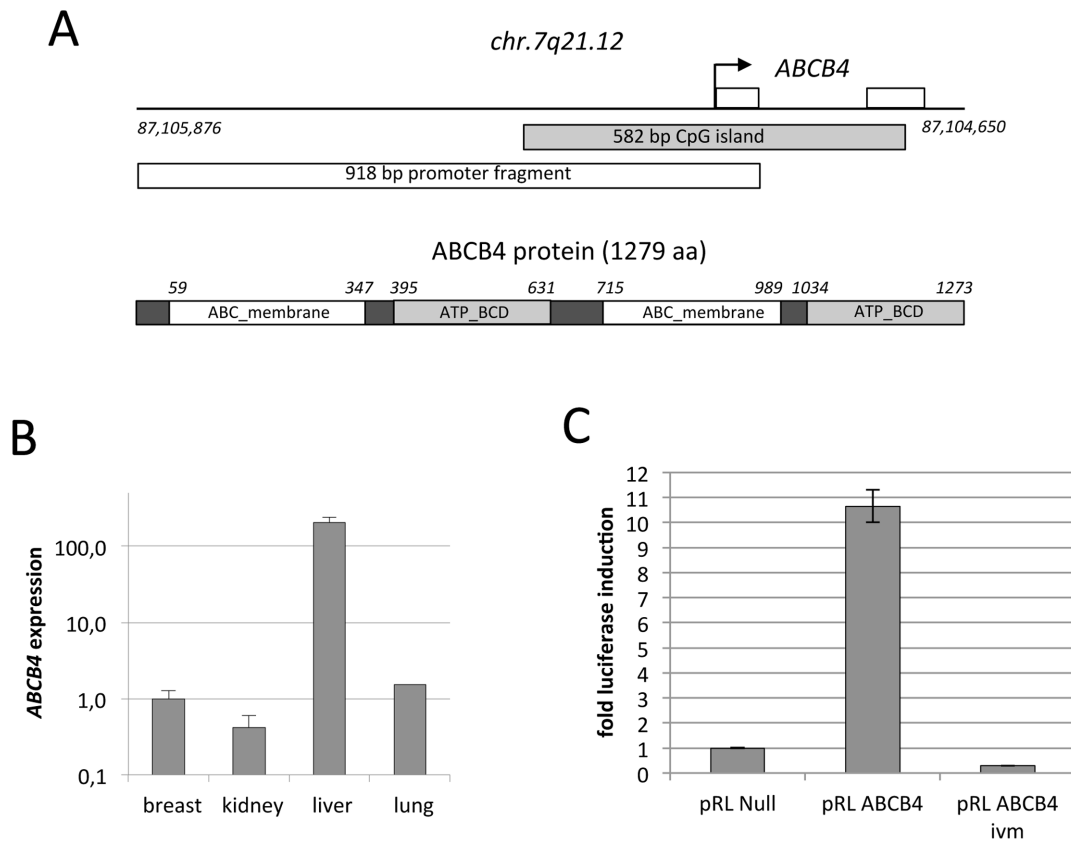 A
chr.7q21.12
ABCB4
87,105,876
87,104,650
582 bp CpG island
918 bp promoter fragment
ABCB4 protein (1279 aa)
59 347 395 631 715 989 1034 1273
ABC_membrane ATP_BCD ABC_membrane ATP_BCD
B
ABCB4 expression
100,0
10,0
1,0
0,1
breast kidney liver lung
C
fold luciferase induction
12
11
10
9
8
7
6
5
4
3
2
1
0
pRL Null pRL ABCB4 pRL ABCB4
ivm